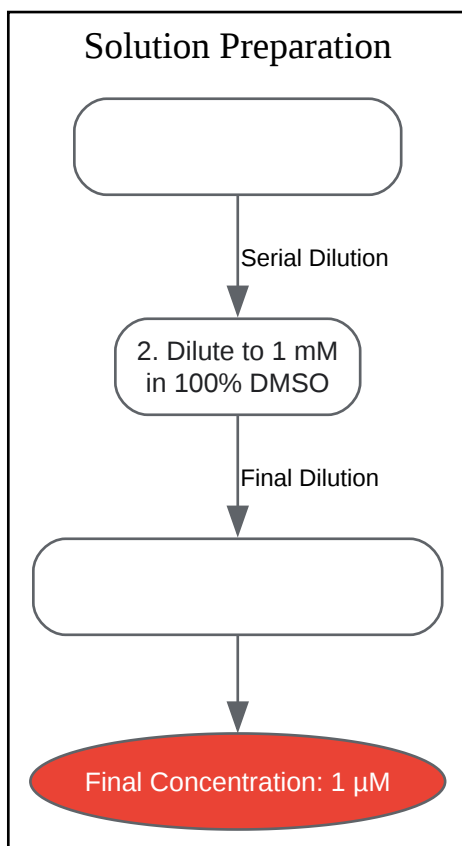 Solution Preparation
Serial Dilution
2. Dilute to 1 mM
in 100% DMSO
Final Dilution
Final Concentration: 1 µM